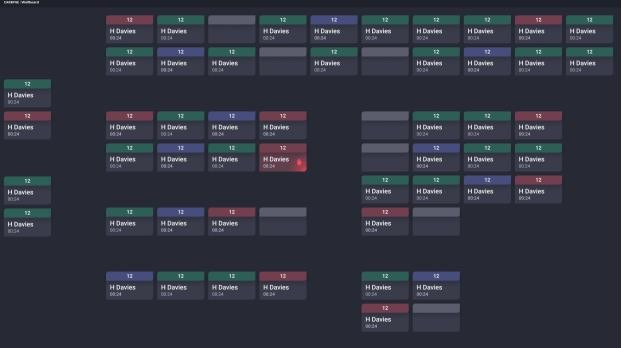 Wallboard
12 12 12 12 12 12 12 12 12
H Davies H Davies H Davies H Davies H Davies H Davies H Davies H Davies H Davies
00:24 00:24 00:24 00:24 00:24 00:24 00:24 00:24 00:24
12 12 12 12 12 12 12 12
H Davies H Davies H Davies H Davies H Davies H Davies H Davies H Davies
00:24 00:24 00:24 00:24 00:24 00:24 00:24 00:24
12
H Davies
00:24
12 12 12 12 12 12 12 12
H Davies H Davies H Davies H Davies H Davies H Davies H Davies H Davies
00:24 00:24 00:24 00:24 00:24 00:24 00:24 00:24
12 12 12 12 12 12 12
H Davies H Davies H Davies H Davies H Davies H Davies H Davies
00:24 00:24 00:24 00:24 00:24 00:24 00:24
12 12 12 12 12
H Davies H Davies H Davies H Davies H Davies
00:24 00:24 00:24 00:24 00:24
12 12 12 12 12
H Davies H Davies H Davies H Davies H Davies
00:24 00:24 00:24 00:24 00:24
12 12 12 12 12 12
H Davies H Davies H Davies H Davies H Davies H Davies
00:24 00:24 00:24 00:24 00:24 00:24
12
H Davies
00:24